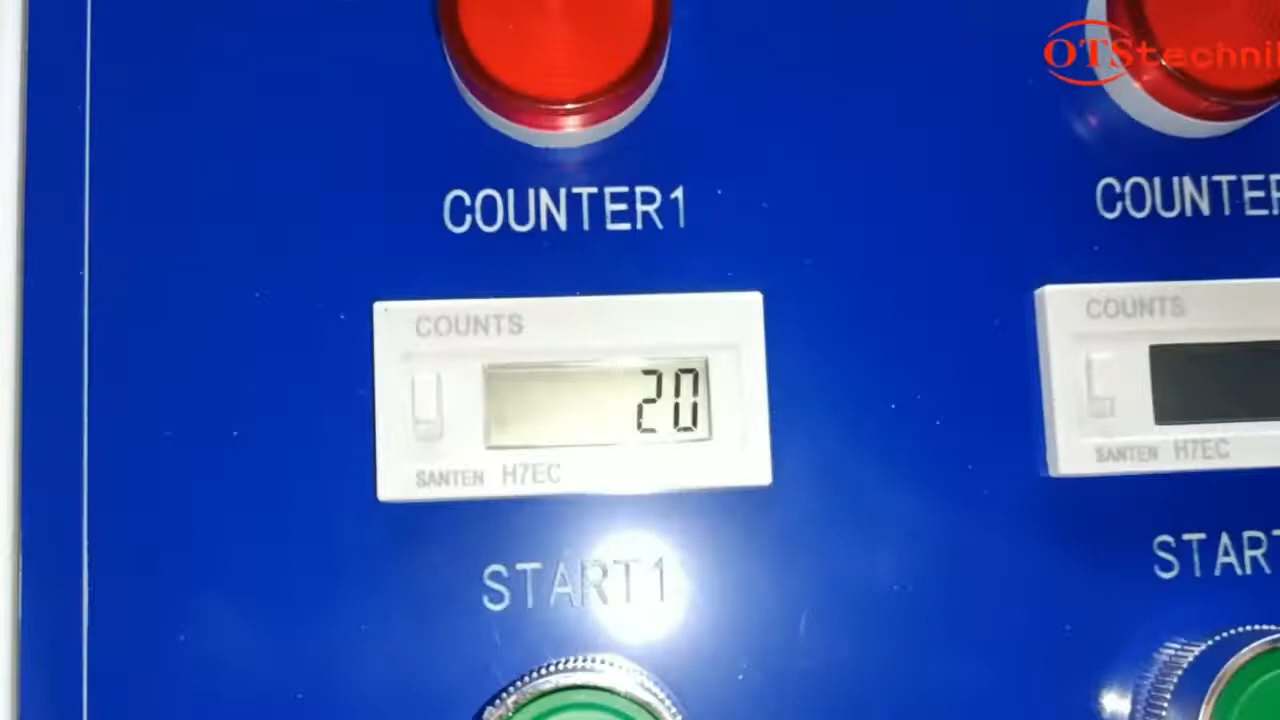 OTStechni
COUNTER1
COUNTER
COUNTS
20
SANTEN H7EC
COUNTS
SANTEN H7EC
START1
START